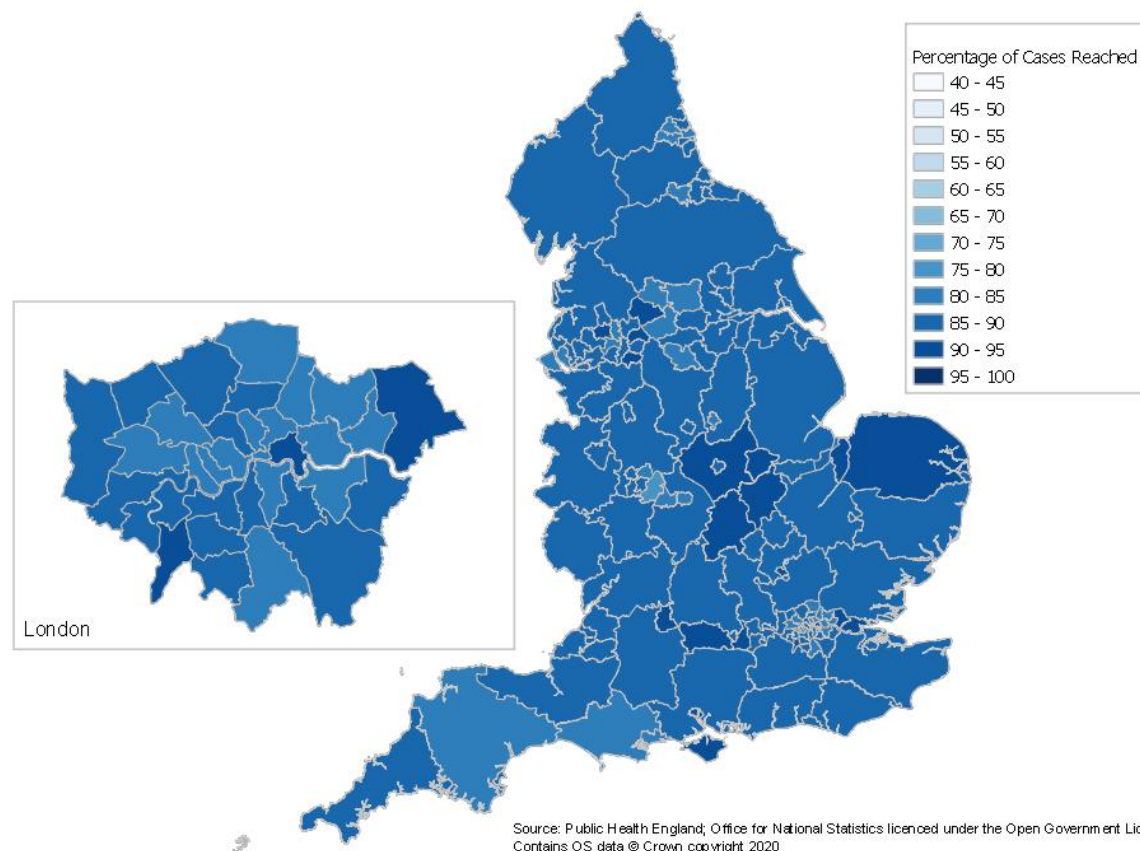 Percentage of Cases Reached
40 - 45
45 - 50
50 - 55
55 - 60
60 - 65
65 - 70
70 - 75
75 - 80
80 - 85
85 - 90
90 - 95
95 - 100
London
Source: Public Health England; Office for National Statistics licenced under the Open Government Lic
Contains OS data © Crown copyright 2020